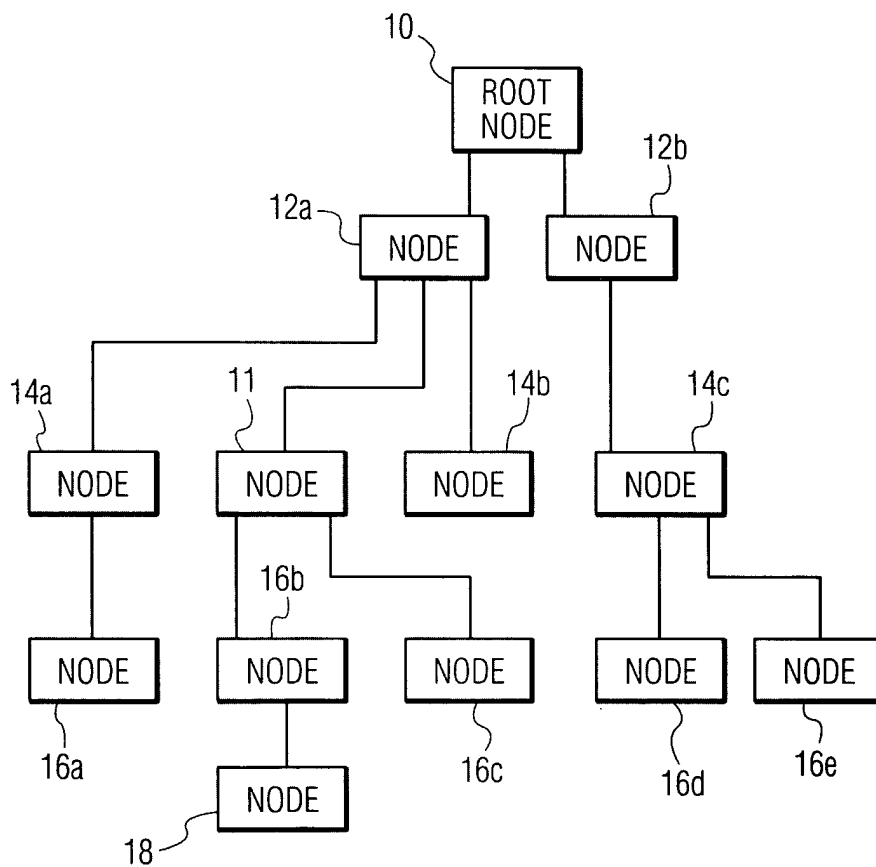 10
ROOT
NODE
12b
12a
NODE
NODE
14a
11
14b
14c
NODE
NODE
NODE
NODE
16b
NODE
NODE
NODE
NODE
NODE
16a
16c
16d
16e
NODE
18